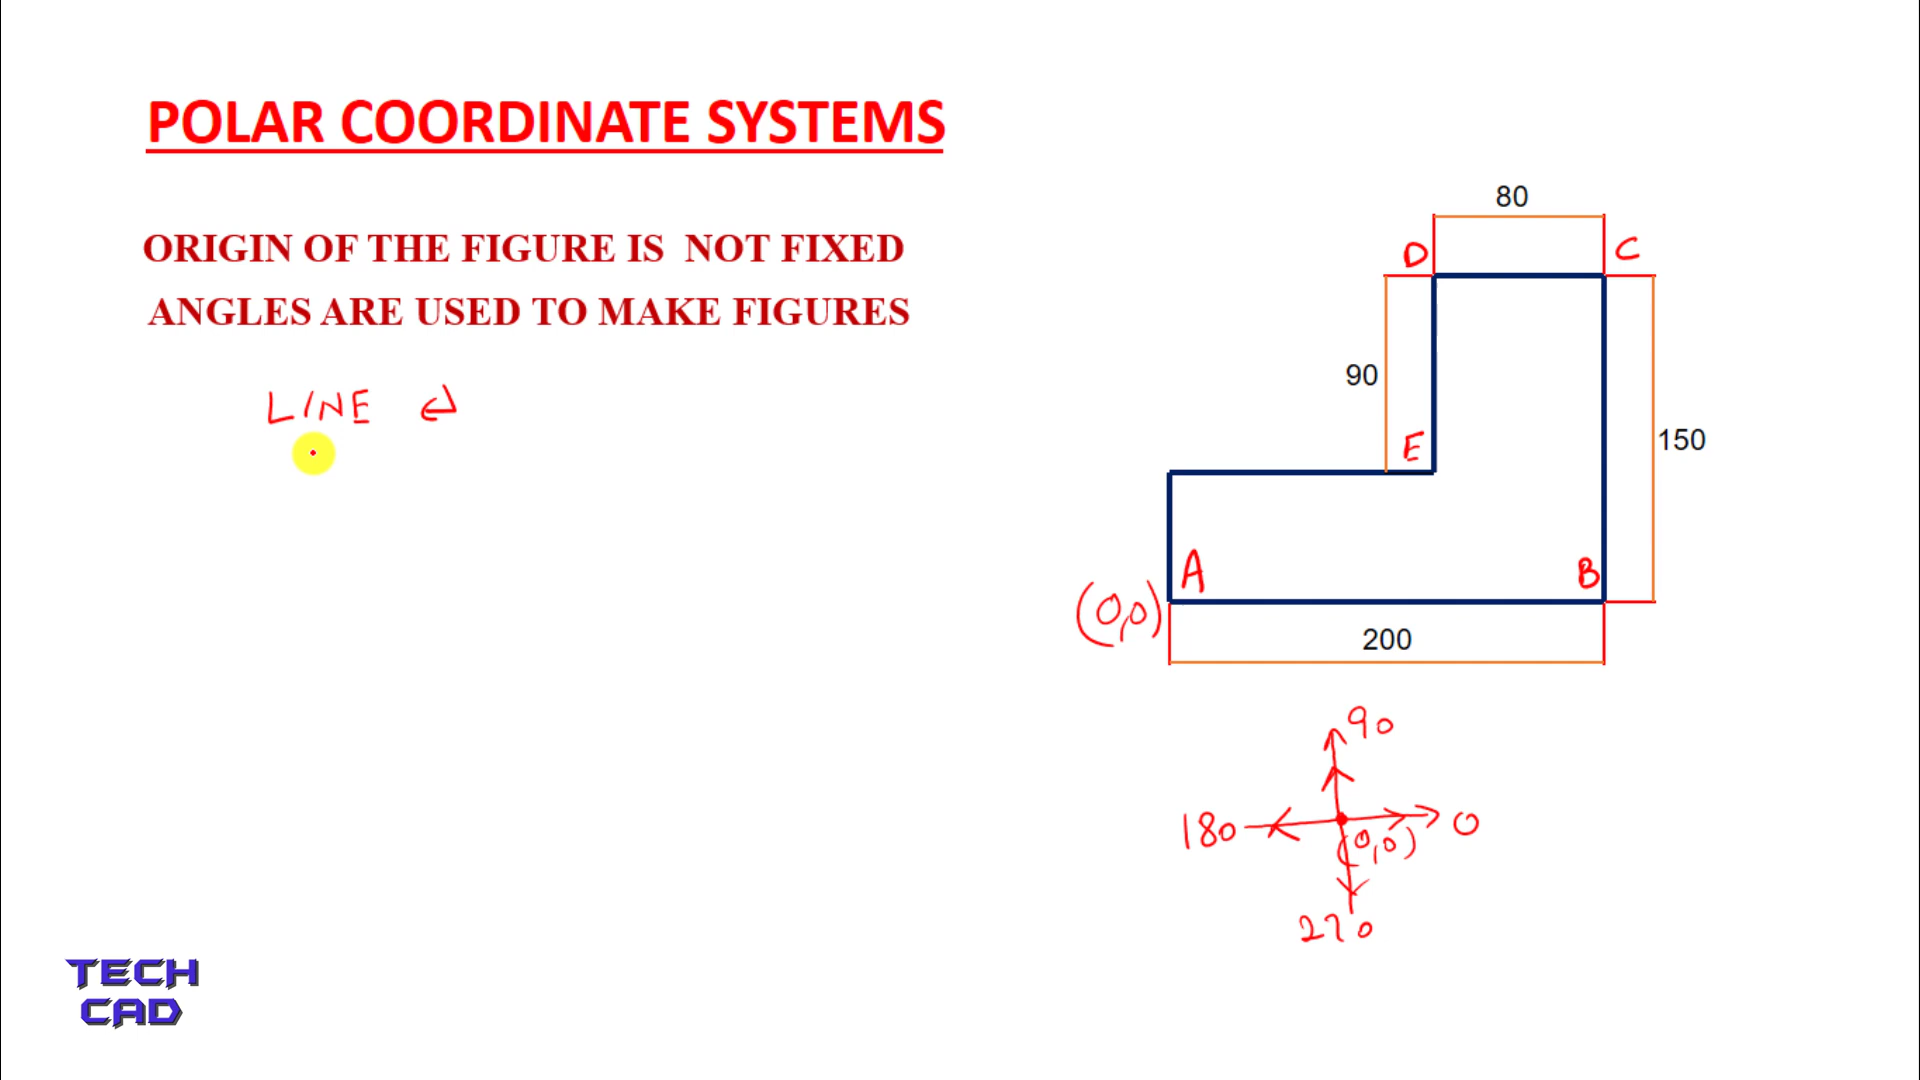 POLAR COORDINATE SYSTEMS
ORIGIN OF THE FIGURE IS NOT FIXED
ANGLES ARE USED TO MAKE FIGURES
LINE ↵
80
D
C
90
E
150
A
B
(0,0)
200
90
180
0
(0,0)
270
TECH
CAD